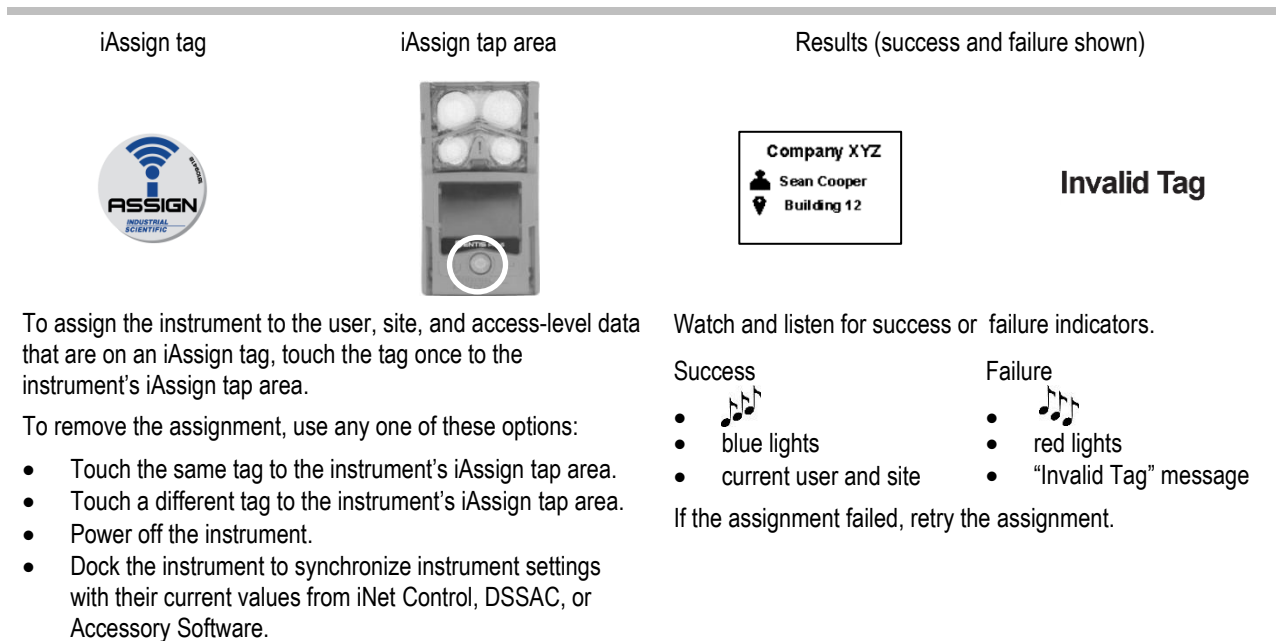 iAssign tag
iAssign tap area
Results (success and failure shown)
ASSIGN
INDUSTRIAL
SCIENTIFIC
Company XYZ
Sean Cooper
Building 12
Invalid Tag
To assign the instrument to the user, site, and access-level data
that are on an iAssign tag, touch the tag once to the
instrument's iAssign tap area.
To remove the assignment, use any one of these options:
• Touch the same tag to the instrument's iAssign tap area.
• Touch a different tag to the instrument's iAssign tap area.
• Power off the instrument.
• Dock the instrument to synchronize instrument settings
with their current values from iNet Control, DSSAC, or
Accessory Software.
Watch and listen for success or failure indicators.
Success
• blue lights
• current user and site
Failure
• red lights
• "Invalid Tag" message
If the assignment failed, retry the assignment.